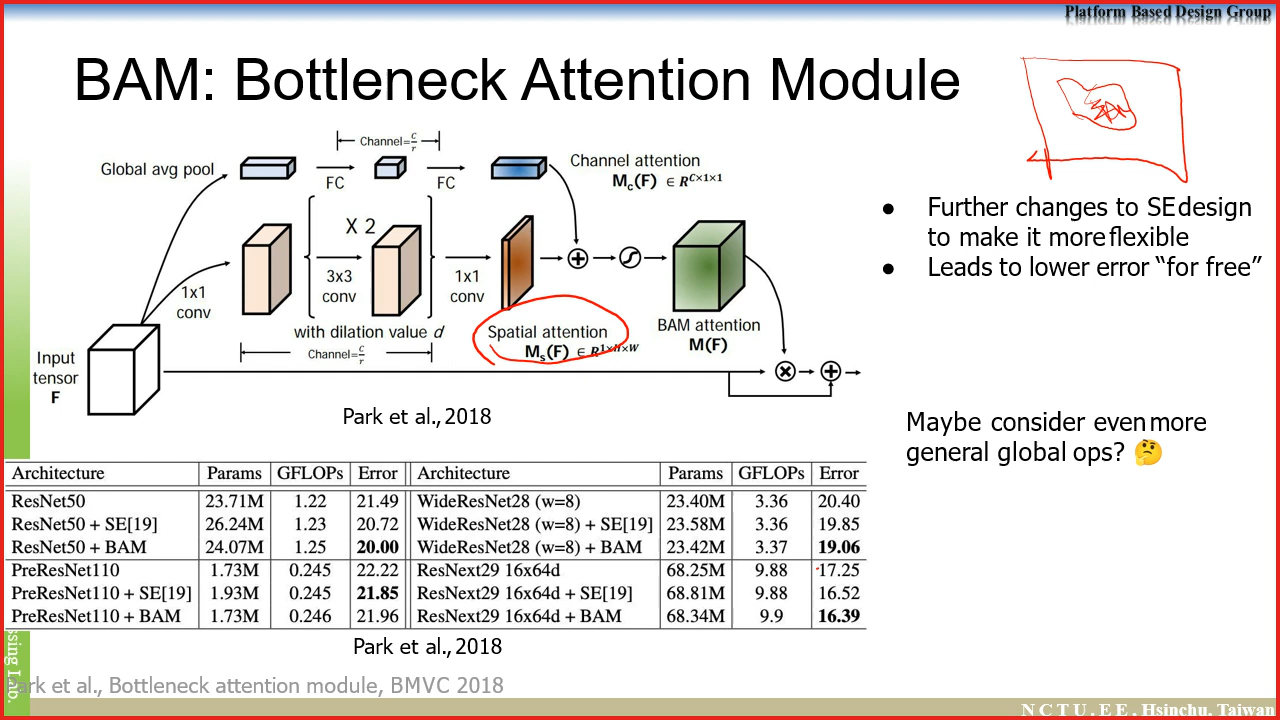 Platform Based Design Group
BAM: Bottleneck Attention Module
Channel=c/r
Global avg pool
FC
FC
Channel attention
Mc(F) ∈ R^C×1×1
X 2
1x1
conv
3x3
conv
1x1
conv
with dilation value d
Channel=c/r
Spatial attention
Ms(F) ∈ R^1×H×W
BAM attention
M(F)
Input
tensor
F
Park et al., 2018
● Further changes to SE design
to make it more flexible
● Leads to lower error “for free”
Maybe consider even more
general global ops? 🤔
Architecture Params GFLOPs Error Architecture Params GFLOPs Error
ResNet50 23.71M 1.22 21.49 WideResNet28 (w=8) 23.40M 3.36 20.40
ResNet50 + SE[19] 26.24M 1.23 20.72 WideResNet28 (w=8) + SE[19] 23.58M 3.36 19.85
ResNet50 + BAM 24.07M 1.25 20.00 WideResNet28 (w=8) + BAM 23.42M 3.37 19.06
PreResNet110 1.73M 0.245 22.22 ResNext29 16x64d 68.25M 9.88 17.25
PreResNet110 + SE[19] 1.93M 0.245 21.85 ResNext29 16x64d + SE[19] 68.81M 9.88 16.52
PreResNet110 + BAM 1.73M 0.246 21.96 ResNext29 16x64d + BAM 68.34M 9.9 16.39
Park et al., 2018
ssing Lab.
Park et al., Bottleneck attention module, BMVC 2018
N C T U . E E . Hsinchu, Taiwan